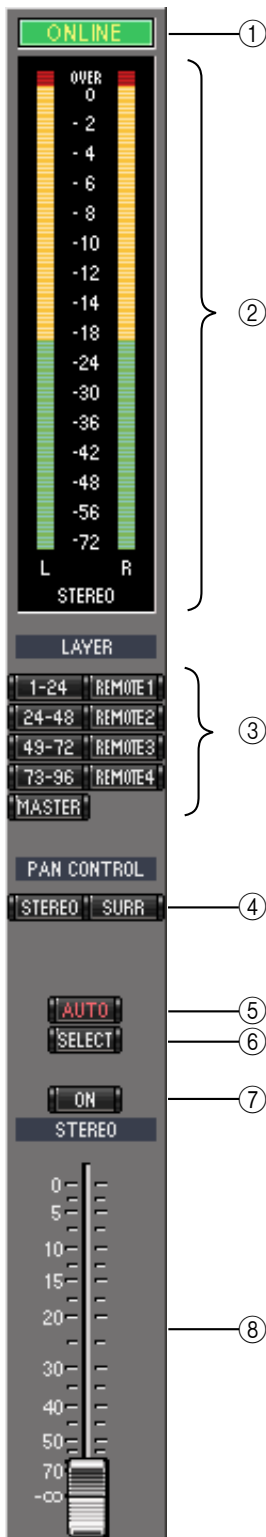 ONLINE ①
OVER
0
- 2
- 4
- 6
- 8
-10
-12
-14
-18
-24
-30
-36
-42
-48
-56
-72
L R
STEREO
②
LAYER
1-24 REMOTE1
24-48 REMOTE2
49-72 REMOTE3
73-96 REMOTE4
MASTER
③
PAN CONTROL
STEREO SURR ④
AUTO ⑤
SELECT ⑥
ON ⑦
STEREO
0
5
10
15
20
30
40
50
70
-∞
⑧